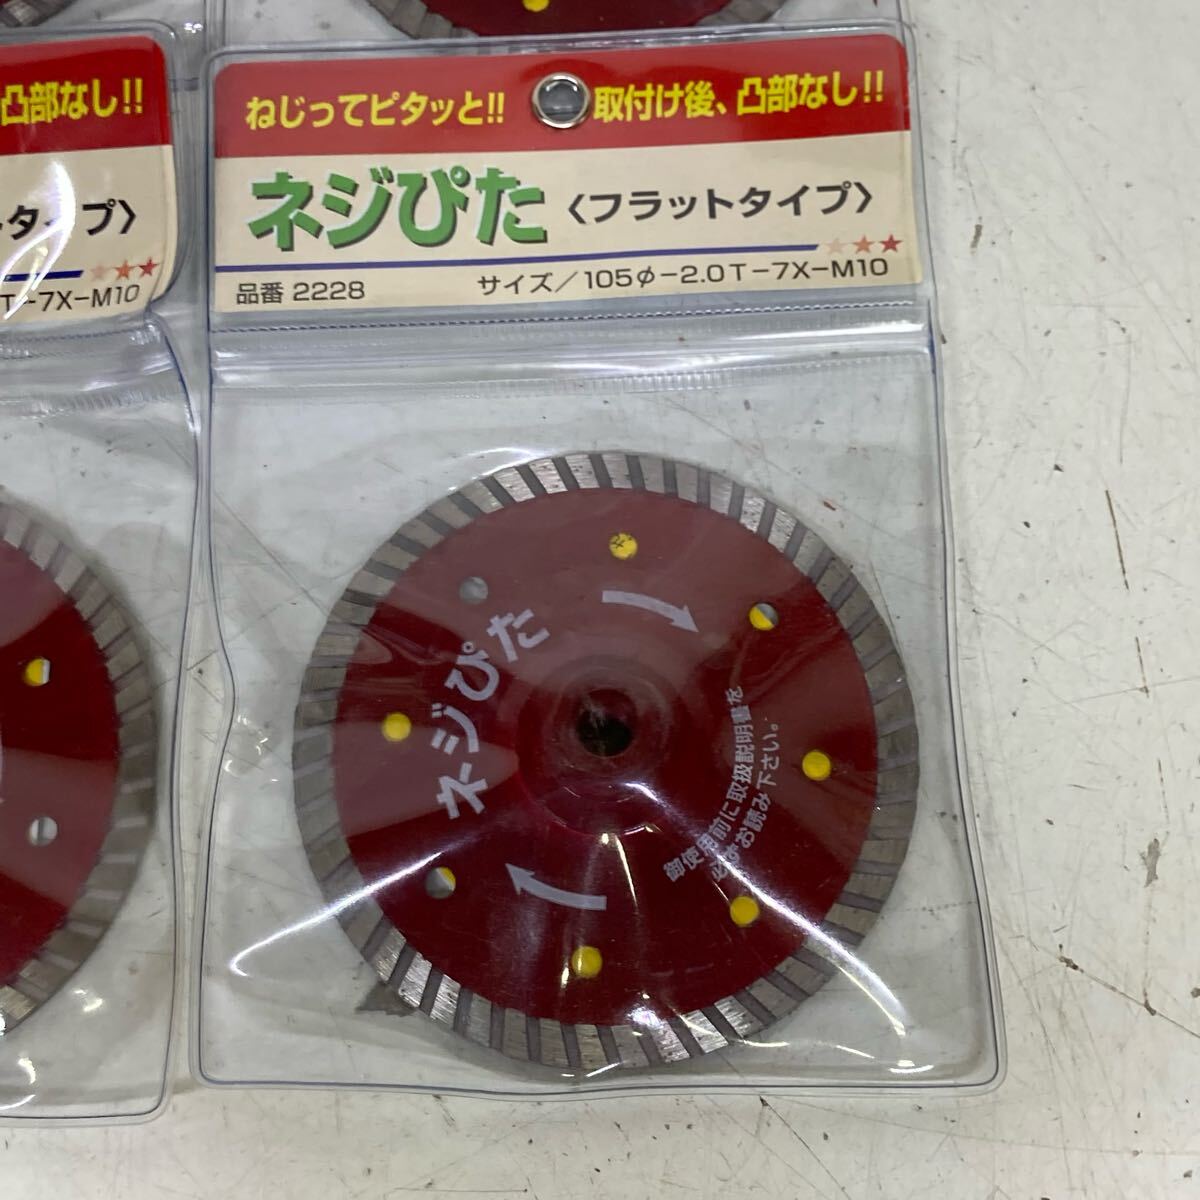 凸部なし!!
タイプ〉
T-7X-M10
ねじってピタッと!! 取付け後、凸部なし!!
ネジぴた 〈フラットタイプ〉
品番 2228 サイズ/105φ-2.0T-7X-M10
ネジぴた
御使用前に取扱説明書を
必ずお読み下さい。